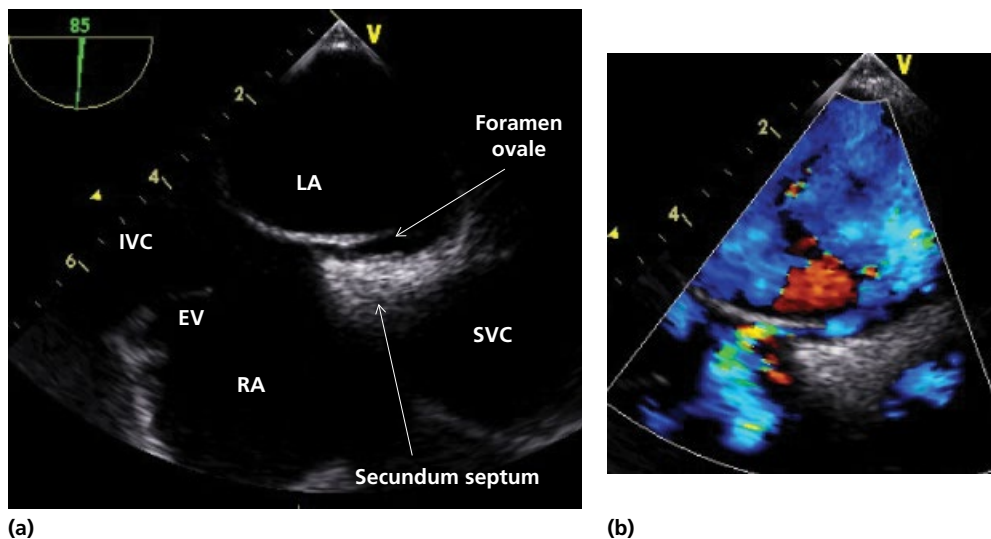 85
V
2
Foramen
ovale
LA
4
IVC
6
EV
SVC
RA
Secundum septum
(a)
V
2
4
(b)